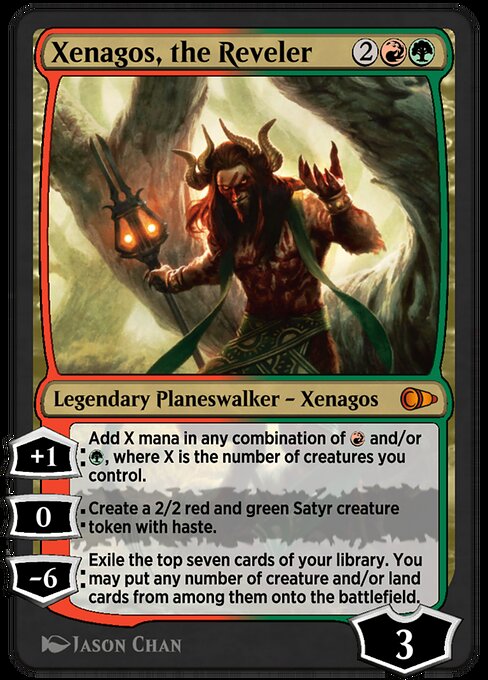 Xenagos, the Reveler 2
Legendary Planeswalker – Xenagos
+1: Add X mana in any combination of and/or
, where X is the number of creatures you
control.
0: Create a 2/2 red and green Satyr creature
token with haste.
-6: Exile the top seven cards of your library. You
may put any number of creature and/or land
cards from among them onto the battlefield.
Jason Chan
3